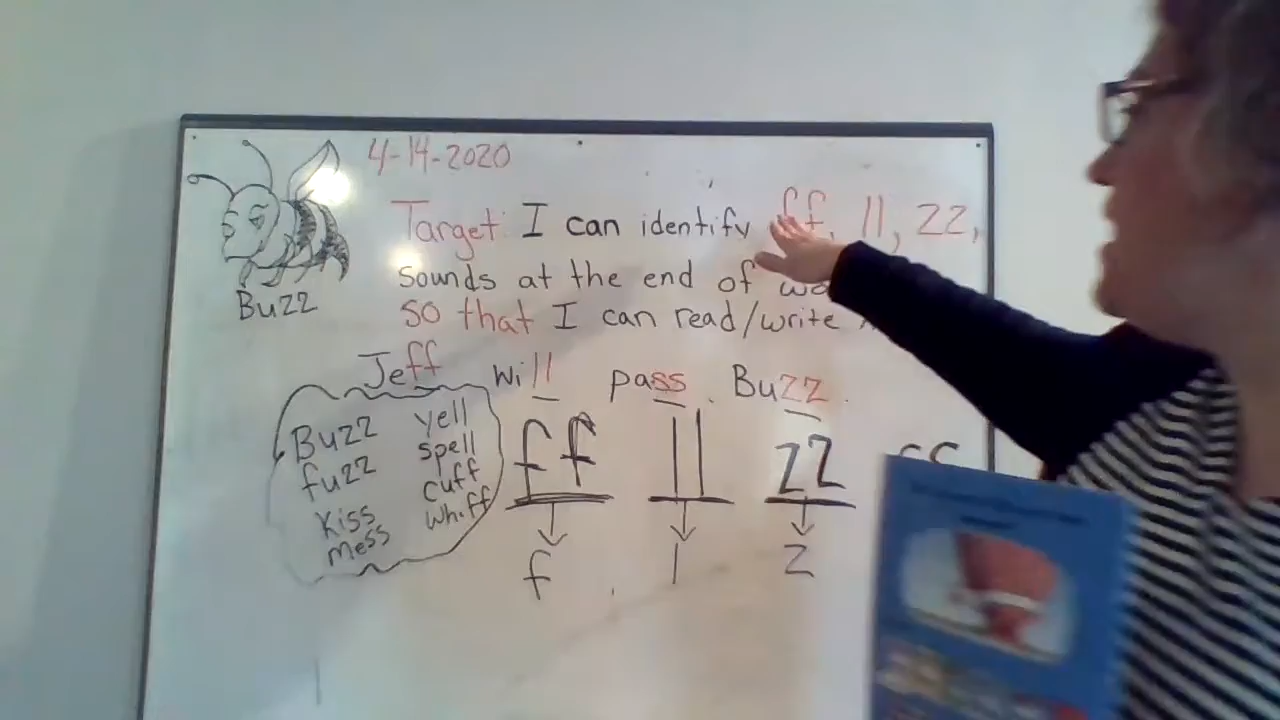 4-14-2020
Target: I can identify ff, ll, zz,
sounds at the end of
so that I can read/write
Buzz
Jeff will pass Buzz.
Buzz yell
fuzz spell
kiss cuff
mess whiff
ff ll zz
f l z